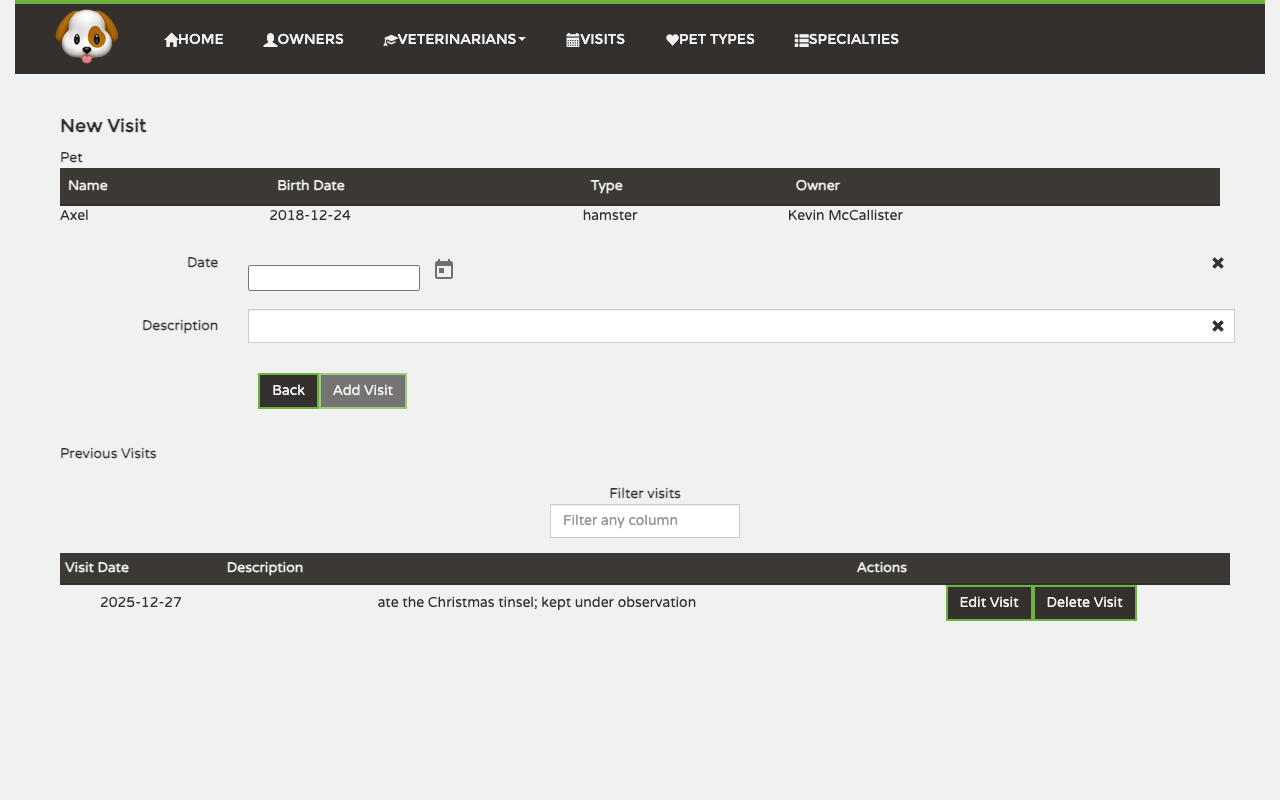 HOME OWNERS VETERINARIANS VISITS PET TYPES SPECIALTIES
New Visit
Pet
Name Birth Date Type Owner
Axel 2018-12-24 hamster Kevin McCallister
Date
Description
Back Add Visit
Previous Visits
Filter visits
Filter any column
Visit Date Description Actions
2025-12-27 ate the Christmas tinsel; kept under observation Edit Visit Delete Visit